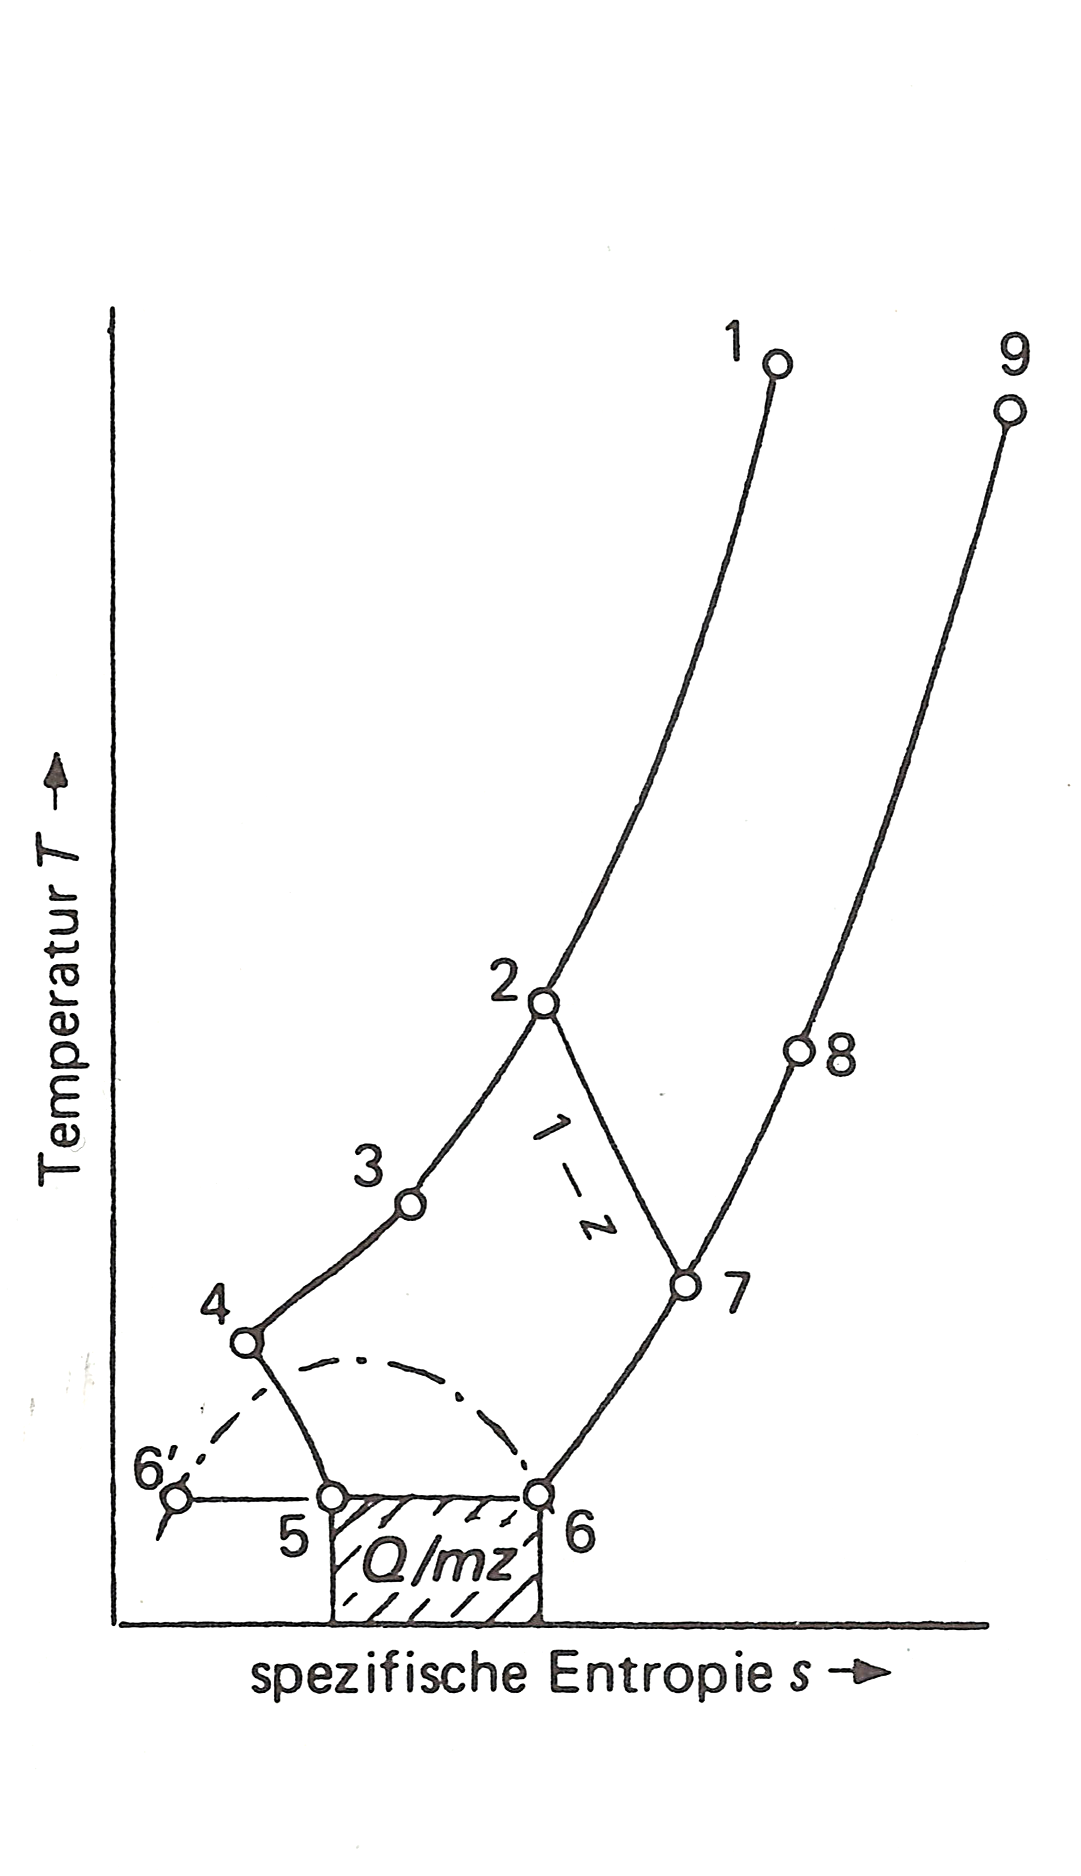 1
9
Temperatur T →
2
8
1 – z
3
7
4
6'
5
Q/mz
6
spezifische Entropie s →